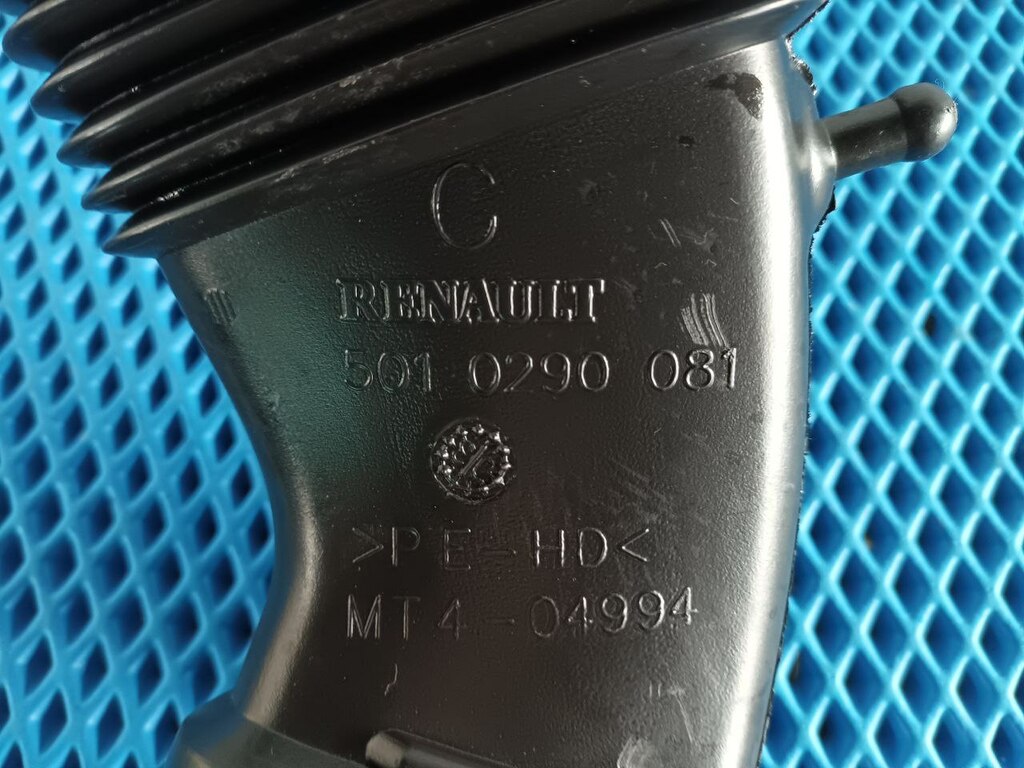 C
RENAULT
501 0290 081
>PE-HD<
MT4-04994